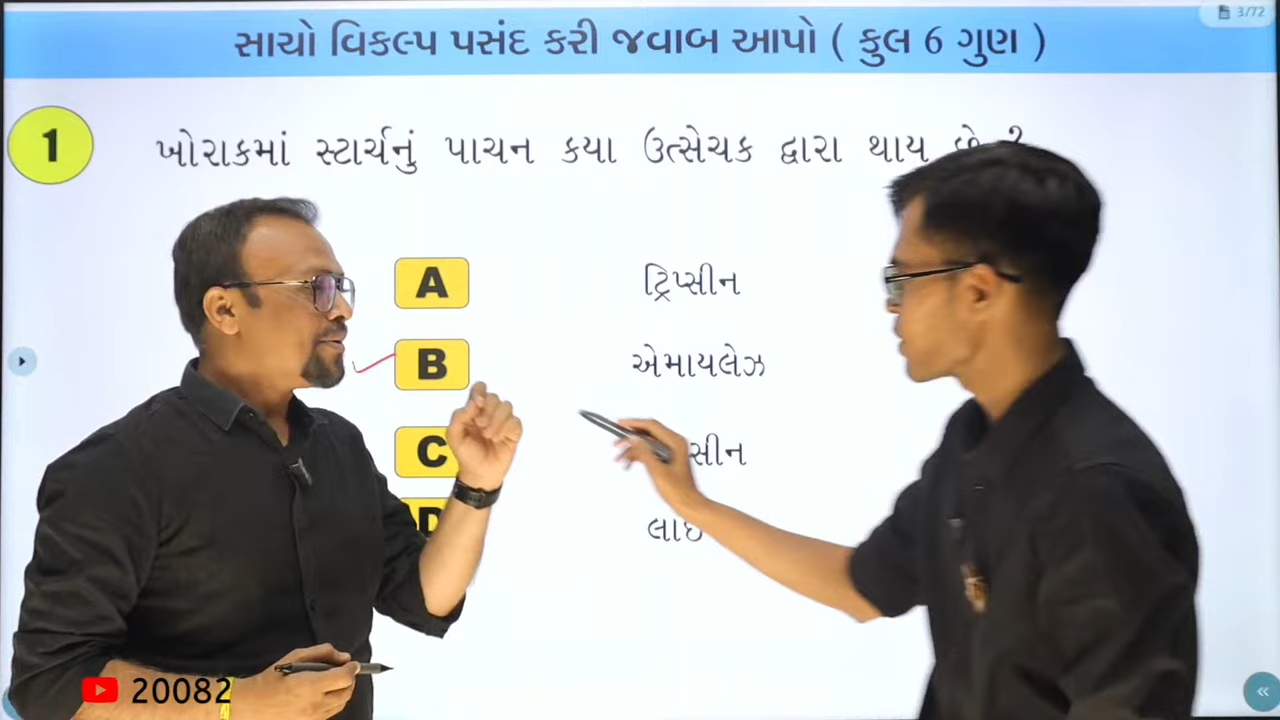 3/72
સાચો વિકલ્પ પસંદ કરી જવાબ આપો ( કુલ 6 ગુણ )
1 ખોરાકમાં સ્ટાર્ચનું પાચન કયા ઉત્સેચક દ્વારા થાય છે ?
A ટ્રિપ્સીન
B એમાયલેઝ
C
D
20082